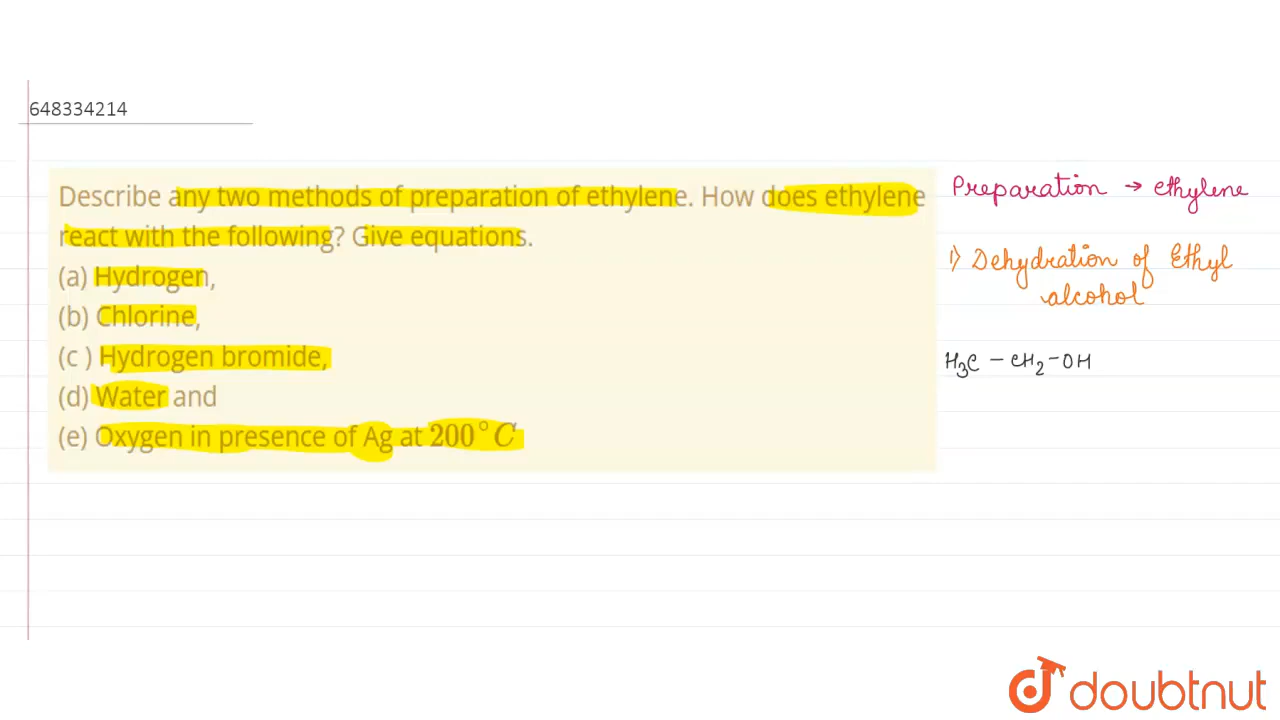 648334214
Describe any two methods of preparation of ethylene. How does ethylene
react with the following? Give equations.
(a) Hydrogen,
(b) Chlorine,
(c ) Hydrogen bromide,
(d) Water and
(e) Oxygen in presence of Ag at 200°C
Preparation → ethylene
1) Dehydration of Ethyl
alcohol
H₃C – CH₂–OH
doubtnut